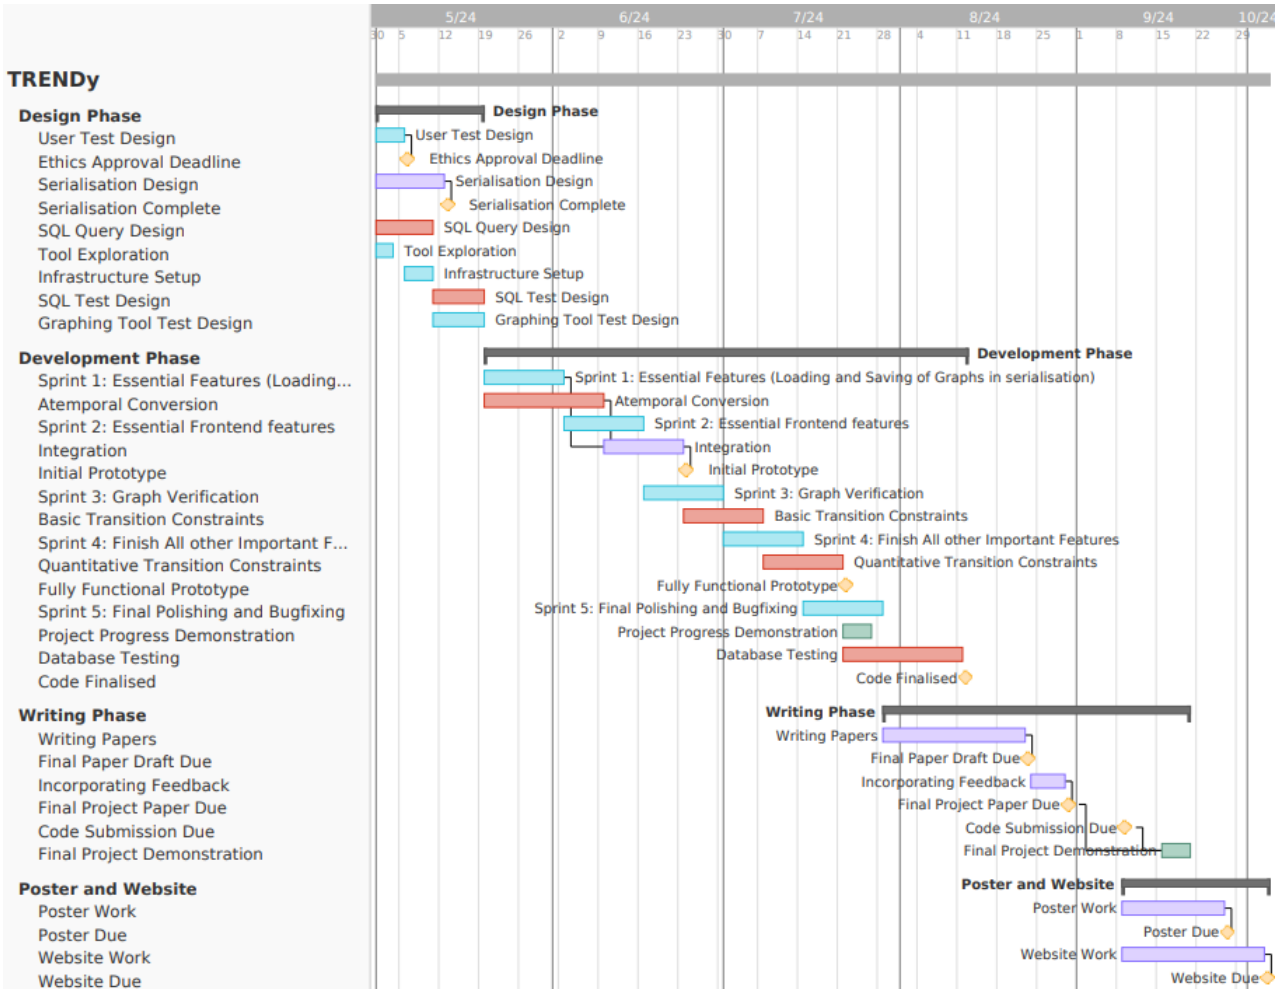 5/24 6/24 7/24 8/24 9/24 10/24
30 5 12 19 26 2 9 16 23 30 7 14 21 28 4 11 18 25 1 8 15 22 29
TRENDy
Design Phase Design Phase
User Test Design User Test Design
Ethics Approval Deadline Ethics Approval Deadline
Serialisation Design Serialisation Design
Serialisation Complete Serialisation Complete
SQL Query Design SQL Query Design
Tool Exploration Tool Exploration
Infrastructure Setup Infrastructure Setup
SQL Test Design SQL Test Design
Graphing Tool Test Design Graphing Tool Test Design
Development Phase Development Phase
Sprint 1: Essential Features (Loading... Sprint 1: Essential Features (Loading and Saving of Graphs in serialisation)
Atemporal Conversion Atemporal Conversion
Sprint 2: Essential Frontend features Sprint 2: Essential Frontend features
Integration Integration
Initial Prototype Initial Prototype
Sprint 3: Graph Verification Sprint 3: Graph Verification
Basic Transition Constraints Basic Transition Constraints
Sprint 4: Finish All other Important F... Sprint 4: Finish All other Important Features
Quantitative Transition Constraints Quantitative Transition Constraints
Fully Functional Prototype Fully Functional Prototype
Sprint 5: Final Polishing and Bugfixing Sprint 5: Final Polishing and Bugfixing
Project Progress Demonstration Project Progress Demonstration
Database Testing Database Testing
Code Finalised Code Finalised
Writing Phase Writing Phase
Writing Papers Writing Papers
Final Paper Draft Due Final Paper Draft Due
Incorporating Feedback Incorporating Feedback
Final Project Paper Due Final Project Paper Due
Code Submission Due Code Submission Due
Final Project Demonstration Final Project Demonstration
Poster and Website Poster and Website
Poster Work Poster Work
Poster Due Poster Due
Website Work Website Work
Website Due Website Due